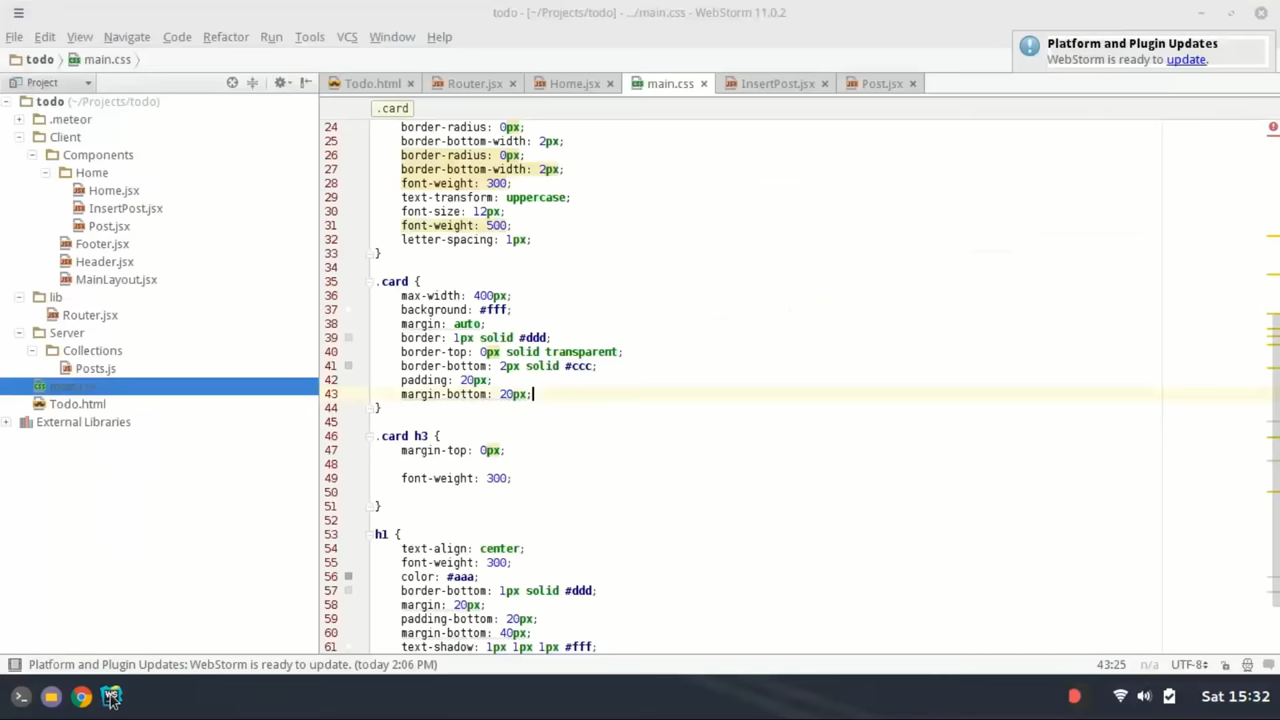 todo - [~/Projects/todo] - .../main.css - WebStorm 11.0.2
File Edit View Navigate Code Refactor Run Tools VCS Window Help
Platform and Plugin Updates
WebStorm is ready to update.
todo main.css
Project
Todo.html Router.jsx Home.jsx main.css InsertPost.jsx Post.jsx
todo (~/Projects/todo)
.meteor
Client
Components
Home
Home.jsx
InsertPost.jsx
Post.jsx
Footer.jsx
Header.jsx
MainLayout.jsx
lib
Router.jsx
Server
Collections
Posts.js
main.css
Todo.html
External Libraries
.card
24 border-radius: 0px;
25 border-bottom-width: 2px;
26 border-radius: 0px;
27 border-bottom-width: 2px;
28 font-weight: 300;
29 text-transform: uppercase;
30 font-size: 12px;
31 font-weight: 500;
32 letter-spacing: 1px;
33 }
34
35 .card {
36 max-width: 400px;
37 background: #fff;
38 margin: auto;
39 border: 1px solid #ddd;
40 border-top: 0px solid transparent;
41 border-bottom: 2px solid #ccc;
42 padding: 20px;
43 margin-bottom: 20px;
44 }
45
46 .card h3 {
47 margin-top: 0px;
48
49 font-weight: 300;
50
51 }
52
53 h1 {
54 text-align: center;
55 font-weight: 300;
56 color: #aaa;
57 border-bottom: 1px solid #ddd;
58 margin: 20px;
59 padding-bottom: 20px;
60 margin-bottom: 40px;
61 text-shadow: 1px 1px 1px #fff;
Platform and Plugin Updates: WebStorm is ready to update. (today 2:06 PM)
43:25 n/a UTF-8
WS
Sat 15:32